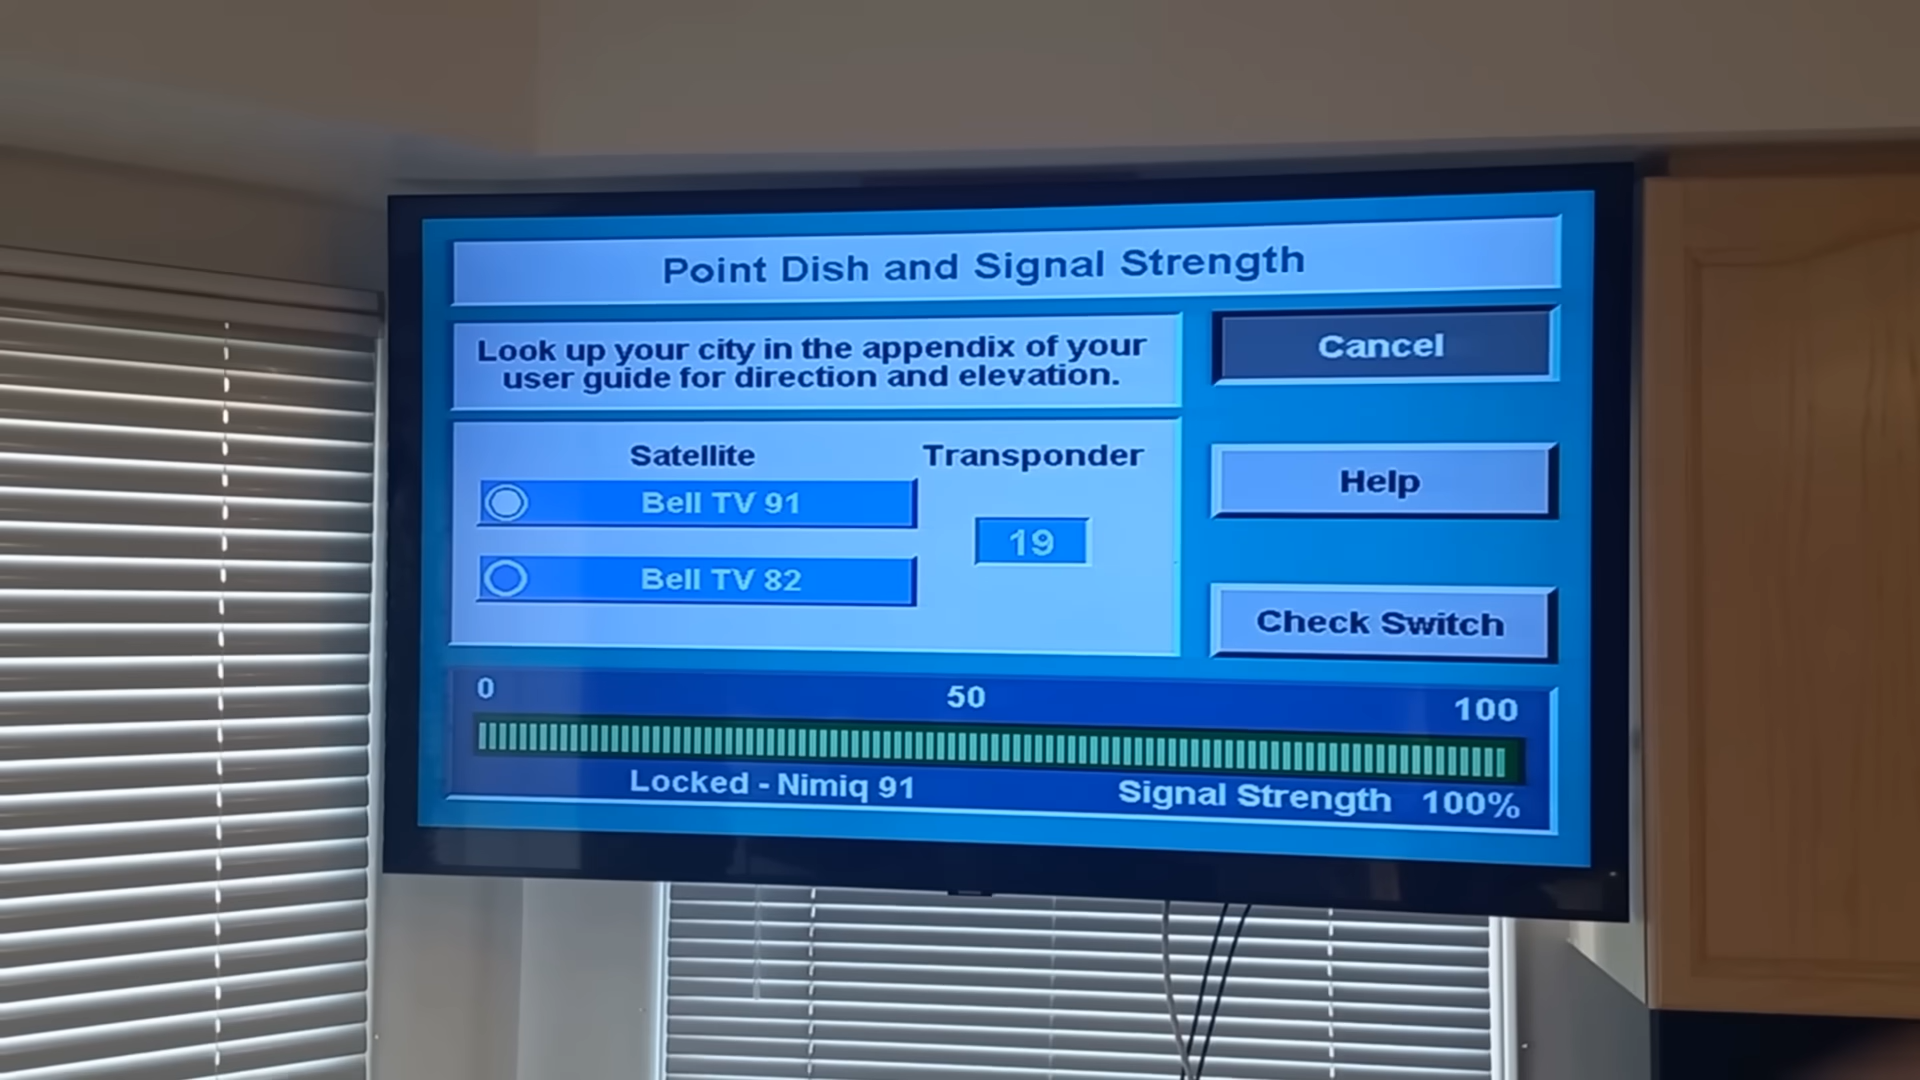 Point Dish and Signal Strength
Look up your city in the appendix of your
user guide for direction and elevation.
Cancel
Satellite
Transponder
Bell TV 91
19
Bell TV 82
Help
Check Switch
0
50
100
Locked - Nimiq 91
Signal Strength 100%